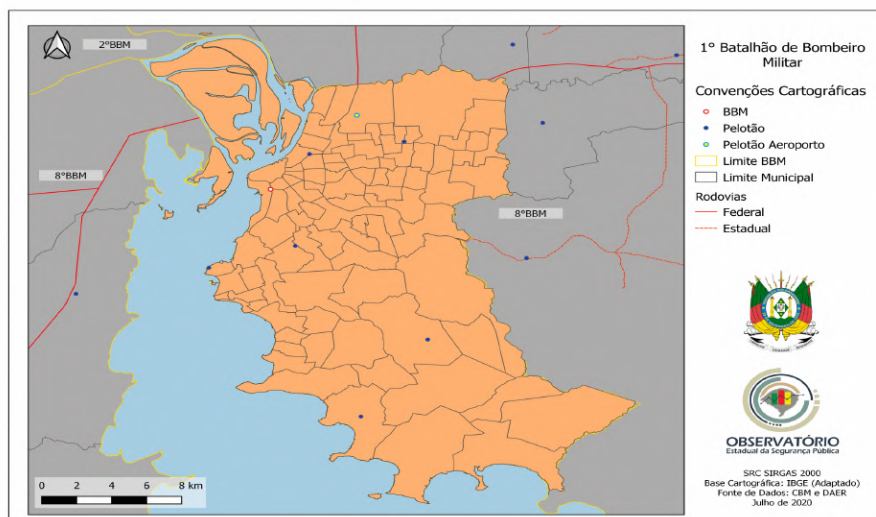 2°BBM
8°BBM
8°BBM
0 2 4 6 8 km
1° Batalhão de Bombeiro
Militar
Convenções Cartográficas
BBM
Pelotão
Pelotão Aeroporto
Limite BBM
Limite Municipal
Rodovias
Federal
Estadual
OBSERVATÓRIO
Estadual da Segurança Pública
SRC SIRGAS 2000
Base Cartográfica: IBGE (Adaptado)
Fonte de Dados: CBM e DAER
Julho de 2020